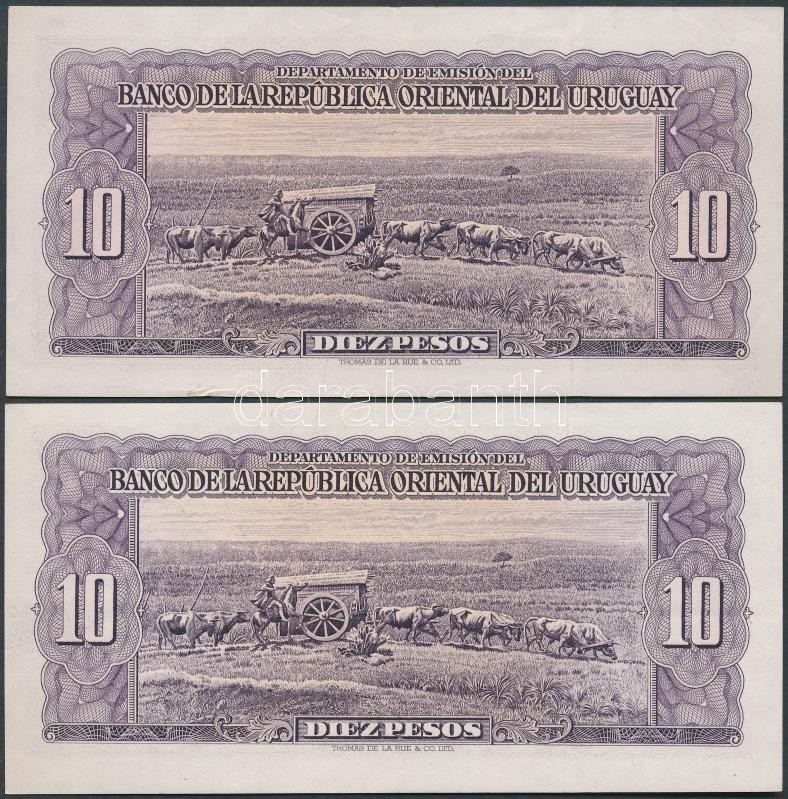 DEPARTAMENTO DE EMISIÓN DEL
BANCO DE LA REPÚBLICA ORIENTAL DEL URUGUAY
10 10
DIEZ PESOS
THOMAS DE LA RUE & CO. LTD.
darabanth
DEPARTAMENTO DE EMISIÓN DEL
BANCO DE LA REPÚBLICA ORIENTAL DEL URUGUAY
10 10
DIEZ PESOS
THOMAS DE LA RUE & CO. LTD.